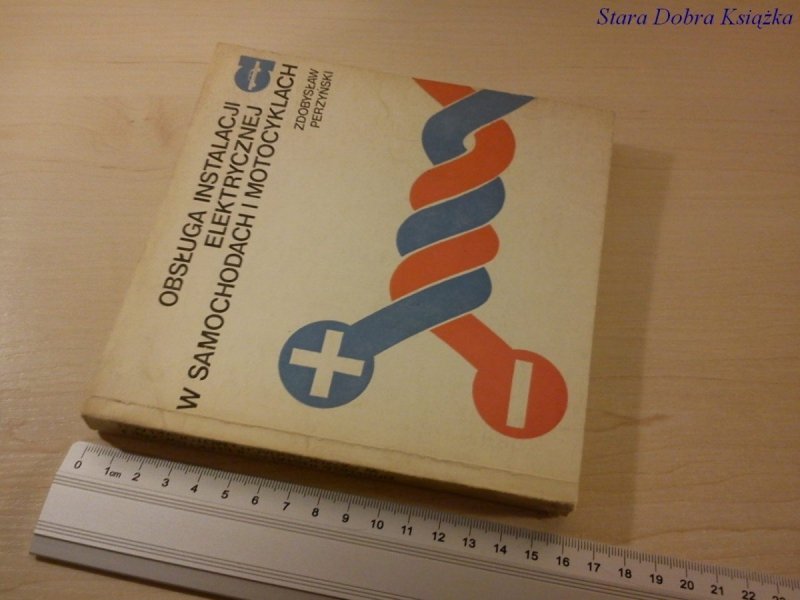 Stara Dobra Książka
OBSŁUGA INSTALACJI
ELEKTRYCZNEJ
W SAMOCHODACH I MOTOCYKLACH
ZDOBYSŁAW
PERZYŃSKI
0 1cm 2 3 4 5 6 7 8 9 10 11 12 13 14 15 16 17 18 19 20 21 22 23